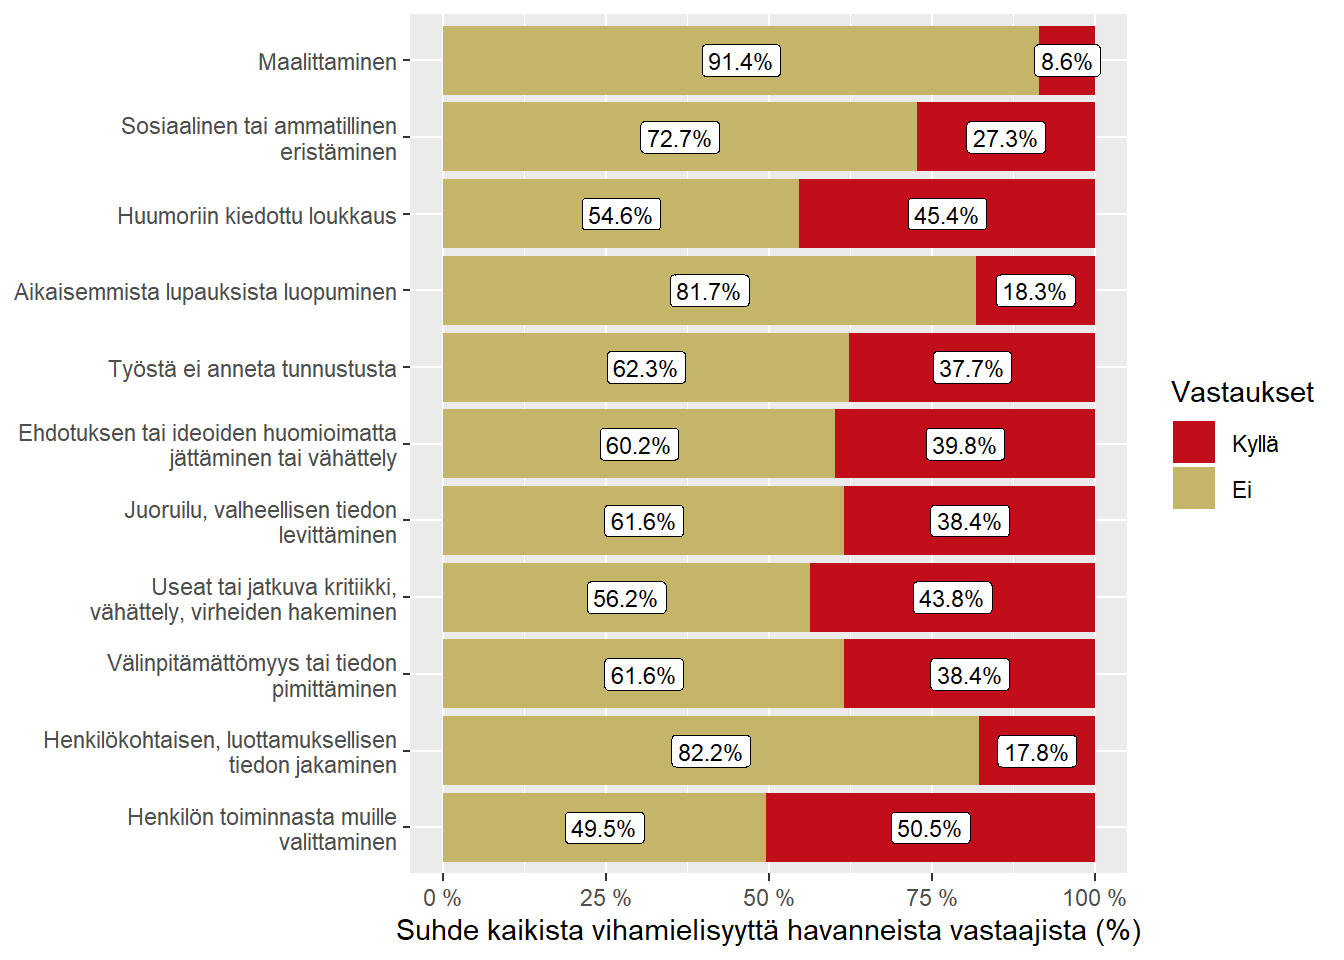 Maalittaminen
91.4%
8.6%
Sosiaalinen tai ammatillinen
eristäminen
72.7%
27.3%
Huumoriin kiedottu loukkaus
54.6%
45.4%
Aikaisemmista lupauksista luopuminen
81.7%
18.3%
Työstä ei anneta tunnustusta
62.3%
37.7%
Ehdotuksen tai ideoiden huomioimatta
jättäminen tai vähättely
60.2%
39.8%
Juoruilu, valheellisen tiedon
levittäminen
61.6%
38.4%
Useat tai jatkuva kritiikki,
vähättely, virheiden hakeminen
56.2%
43.8%
Välinpitämättömyys tai tiedon
pimittäminen
61.6%
38.4%
Henkilökohtaisen, luottamuksellisen
tiedon jakaminen
82.2%
17.8%
Henkilön toiminnasta muille
valittaminen
49.5%
50.5%
0 %
25 %
50 %
75 %
100 %
Suhde kaikista vihamielisyyttä havanneista vastaajista (%)
Vastaukset
Kyllä
Ei